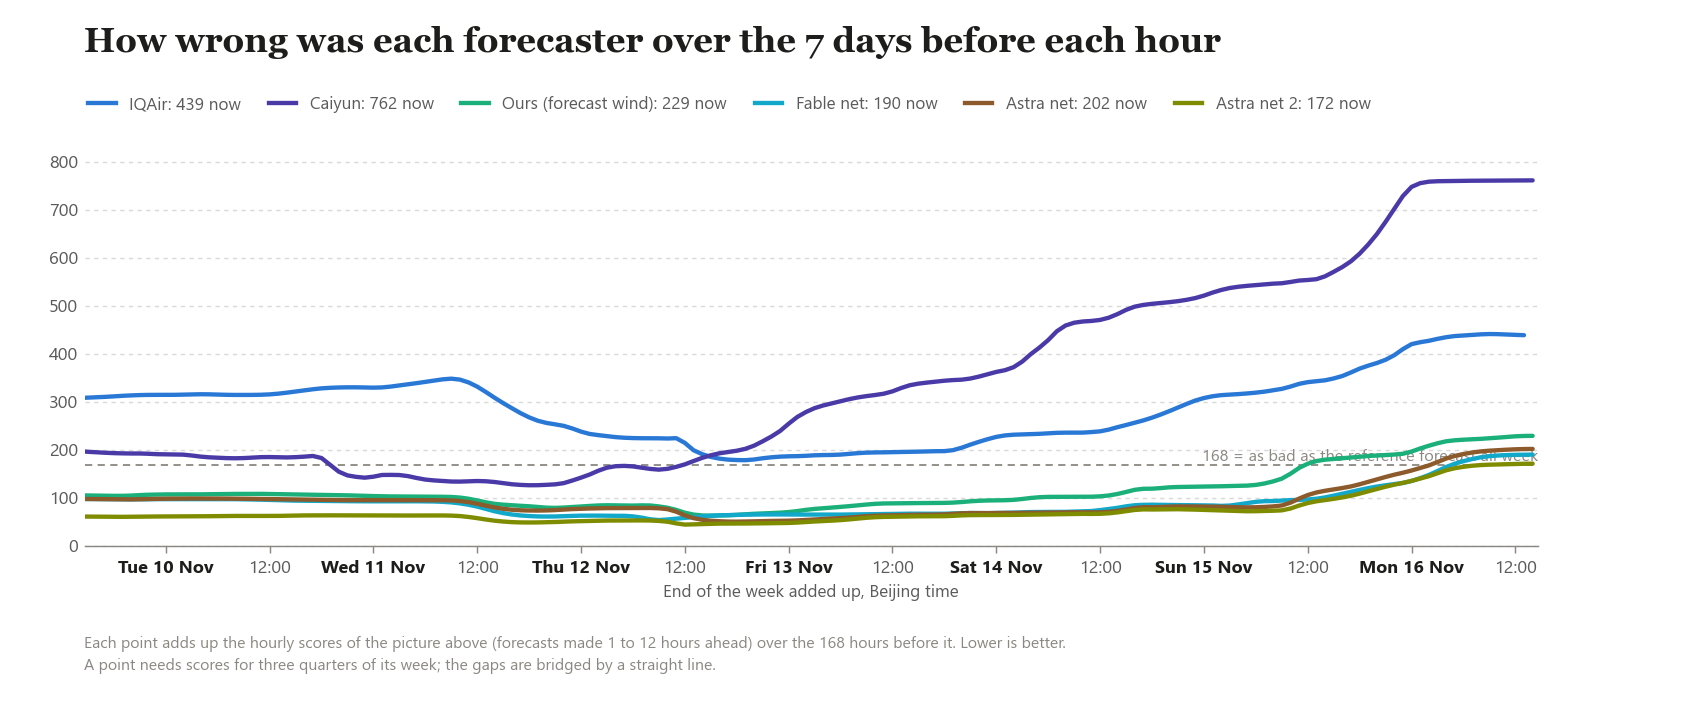 How wrong was each forecaster over the 7 days before each hour
IQAir: 439 now Caiyun: 762 now Ours (forecast wind): 229 now Fable net: 190 now Astra net: 202 now Astra net 2: 172 now
800
700
600
500
400
300
200
168 = as bad as the reference forecast all week
100
0
Tue 10 Nov 12:00 Wed 11 Nov 12:00 Thu 12 Nov 12:00 Fri 13 Nov 12:00 Sat 14 Nov 12:00 Sun 15 Nov 12:00 Mon 16 Nov 12:00
End of the week added up, Beijing time
Each point adds up the hourly scores of the picture above (forecasts made 1 to 12 hours ahead) over the 168 hours before it. Lower is better.
A point needs scores for three quarters of its week; the gaps are bridged by a straight line.